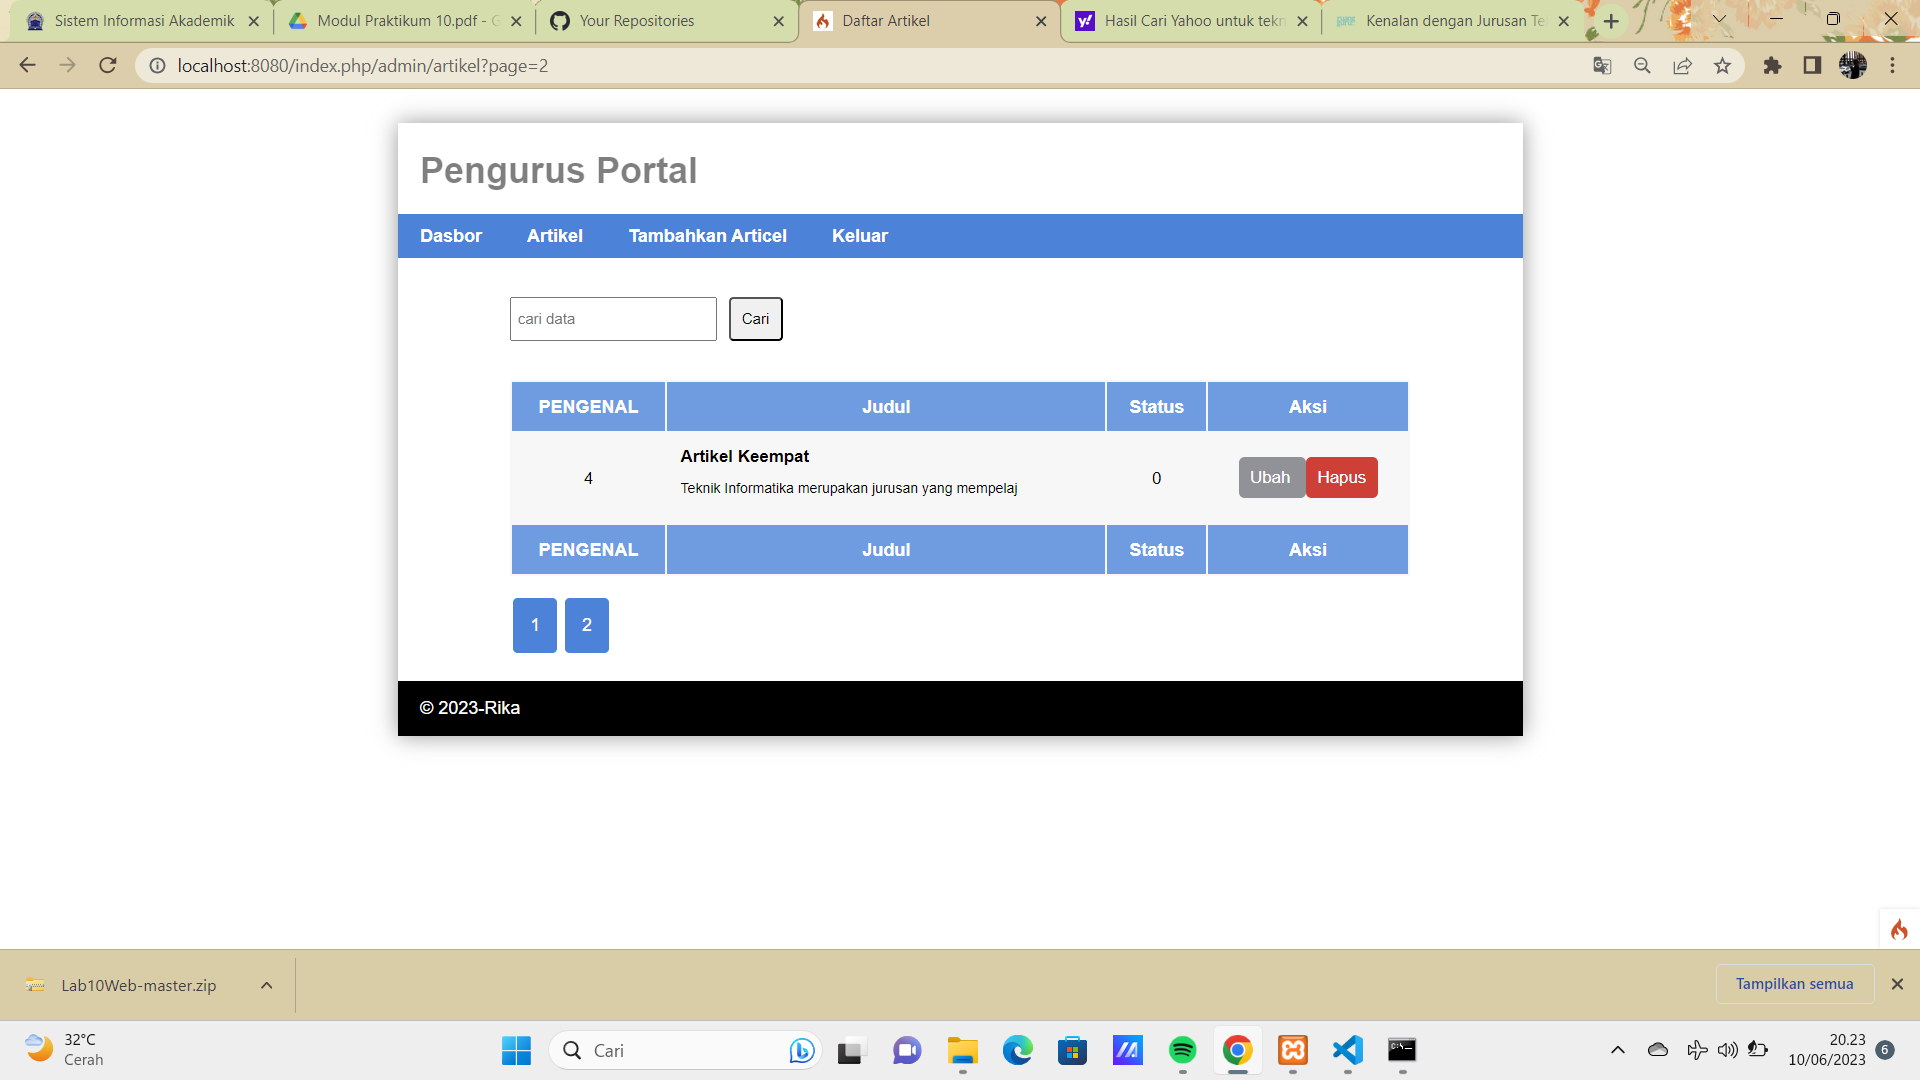 Sistem Informasi Akademik
Modul Praktikum 10.pdf - G
Your Repositories
Daftar Artikel
Hasil Cari Yahoo untuk tekn
Kenalan dengan Jurusan Te
localhost:8080/index.php/admin/artikel?page=2
Pengurus Portal
Dasbor Artikel Tambahkan Articel Keluar
cari data Cari
PENGENAL Judul Status Aksi
4 Artikel Keempat 0 Ubah Hapus
Teknik Informatika merupakan jurusan yang mempelaj
PENGENAL Judul Status Aksi
1 2
© 2023-Rika
Lab10Web-master.zip
Tampilkan semua
32°C
Cerah
Cari
20.23
10/06/2023
6